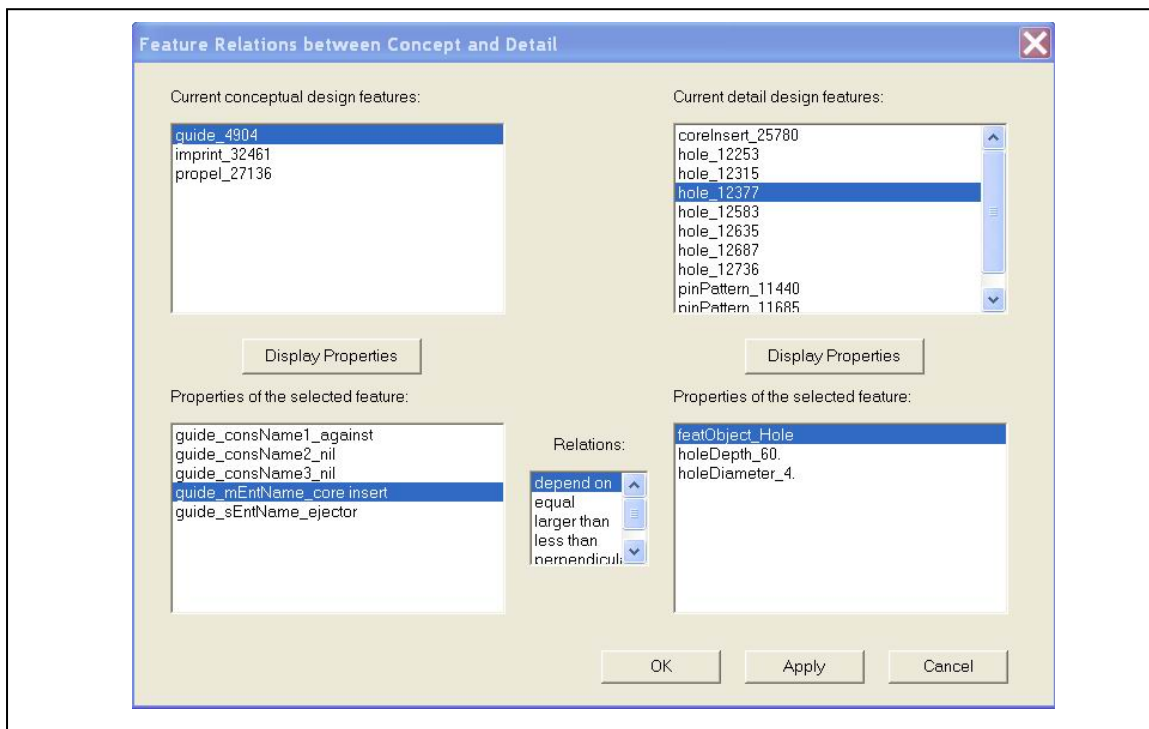 Feature Relations between Concept and Detail
Current conceptual design features:
guide_4904
imprint_32461
propel_27136
Display Properties
Properties of the selected feature:
guide_consName1_against
guide_consName2_nil
guide_consName3_nil
guide_mEntName_core insert
guide_sEntName_ejector
Relations:
depend on
equal
larger than
less than
perpendicula
Current detail design features:
coreInsert_25780
hole_12253
hole_12315
hole_12377
hole_12583
hole_12635
hole_12687
hole_12736
pinPattern_11440
pinPattern_11685
Display Properties
Properties of the selected feature:
featObject_Hole
holeDepth_60.
holeDiameter_4.
OK
Apply
Cancel